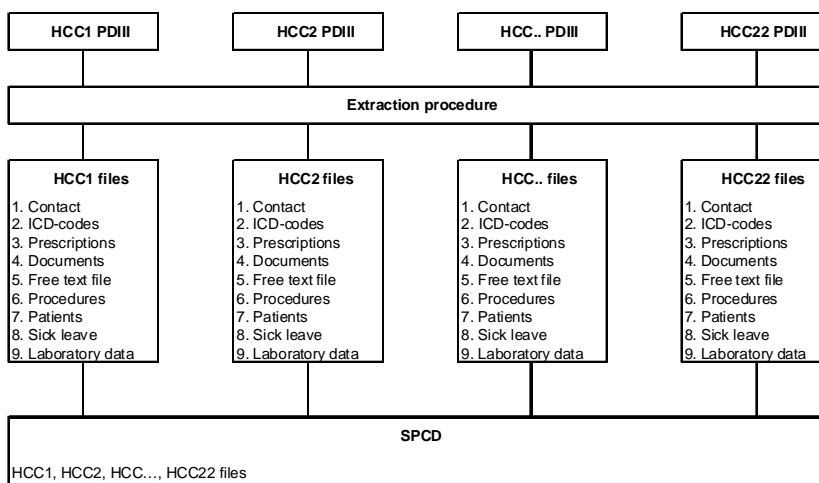 HCC1 PDIII
HCC2 PDIII
HCC.. PDIII
HCC22 PDIII
Extraction procedure
HCC1 files
1. Contact
2. ICD-codes
3. Prescriptions
4. Documents
5. Free text file
6. Procedures
7. Patients
8. Sick leave
9. Laboratory data
HCC2 files
1. Contact
2. ICD-codes
3. Prescriptions
4. Documents
5. Free text file
6. Procedures
7. Patients
8. Sick leave
9. Laboratory data
HCC.. files
1. Contact
2. ICD-codes
3. Prescriptions
4. Documents
5. Free text file
6. Procedures
7. Patients
8. Sick leave
9. Laboratory data
HCC22 files
1. Contact
2. ICD-codes
3. Prescriptions
4. Documents
5. Free text file
6. Procedures
7. Patients
8. Sick leave
9. Laboratory data
SPCD
HCC1, HCC2, HCC..., HCC22 files